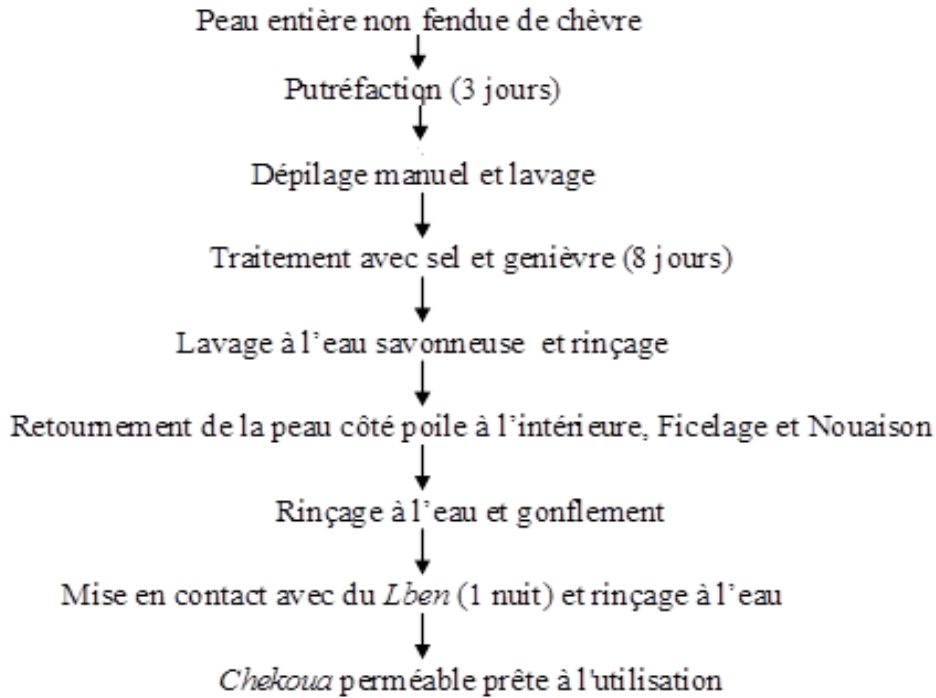 Peau entière non fendue de chèvre
Putréfaction (3 jours)
Dépilage manuel et lavage
Traitement avec sel et genièvre (8 jours)
Lavage à l'eau savonneuse et rinçage
Retournement de la peau côté poile à l'intérieure, Ficelage et Nouaison
Rinçage à l'eau et gonflement
Mise en contact avec du Lben (1 nuit) et rinçage à l'eau
Chekoua perméable prête à l'utilisation